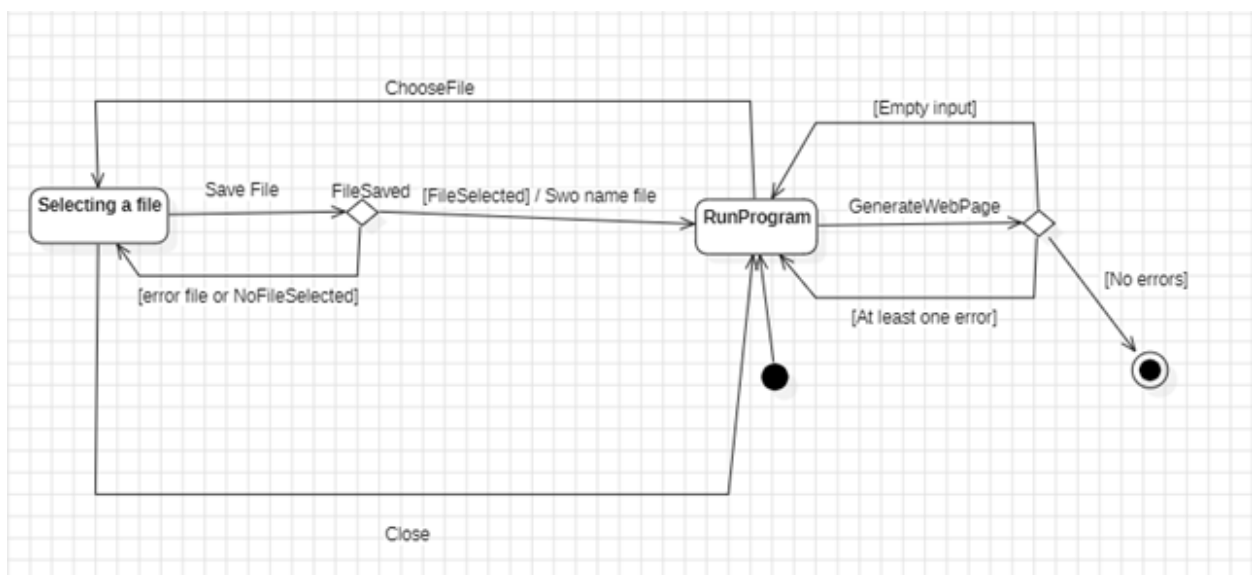 ChooseFile
[Empty input]
Selecting a file
Save File
FileSaved
[FileSelected] / Swo name file
RunProgram
GenerateWebPage
[error file or NoFileSelected]
[No errors]
[At least one error]
Close